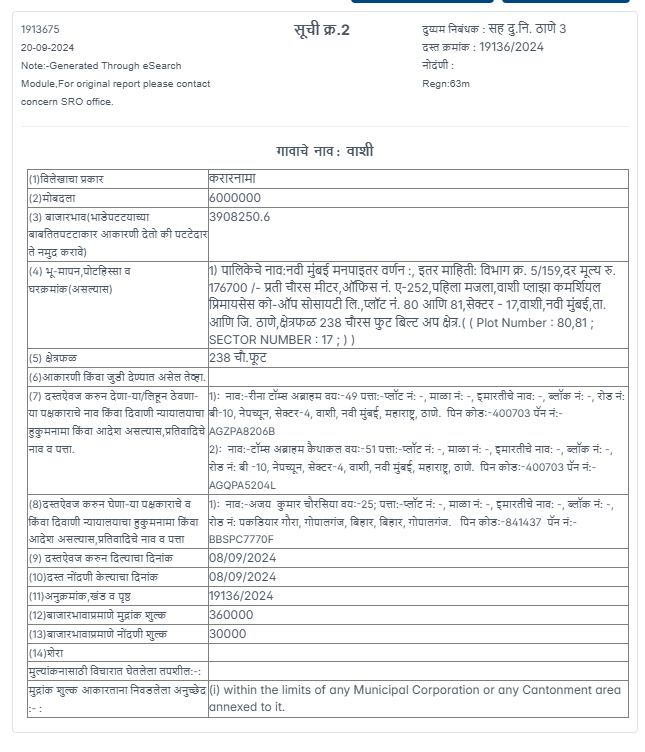 1913675
20-09-2024
Note:-Generated Through eSearch
Module,For original report please contact
concern SRO office.
सूची क्र.2
दुय्यम निबंधक : सह दु.नि. ठाणे 3
दस्त क्रमांक : 19136/2024
नोदंणी :
Regn:63m
गावाचे नाव : वाशी
(1)विलेखाचा प्रकार करारनामा
(2)मोबदला 6000000
(3) बाजारभाव(भाडेपटटयाच्या 3908250.6
बाबतितपटटाकार आकारणी देतो की पटटेदार
ते नमुद करावे)
(4) भू-मापन,पोटहिस्सा व
घरक्रमांक(असल्यास)
1) पालिकेचे नाव:नवी मुंबई मनपाइतर वर्णन :, इतर माहिती: विभाग क्र. 5/159,दर मूल्य रु.
176700 /- प्रती चौरस मीटर,ऑफिस नं. ए-252,पहिला मजला,वाशी प्लाझा कमर्शियल
प्रिमायसेस को-ऑप सोसायटी लि.,प्लॉट नं. 80 आणि 81,सेक्टर - 17,वाशी,नवी मुंबई,ता.
आणि जि. ठाणे,क्षेत्रफळ 238 चौरस फुट बिल्ट अप क्षेत्र.( ( Plot Number : 80,81 ;
SECTOR NUMBER : 17 ; ) )
(5) क्षेत्रफळ 238 चौ.फूट
(6)आकारणी किंवा जुडी देण्यात असेल तेव्हा.
(7) दस्तऐवज करुन देणा-या/लिहून ठेवणा-
या पक्षकाराचे नाव किंवा दिवाणी न्यायालयाचा
हुकुमनामा किंवा आदेश असल्यास,प्रतिवादिचे
नाव व पत्ता.
1): नाव:-रीना टॉम्स अब्राहम वय:-49 पत्ता:-प्लॉट नं: -, माळा नं: -, इमारतीचे नाव: -, ब्लॉक नं: -, रोड नं:
बी-10, नेपच्यून, सेक्टर-4, वाशी, नवी मुंबई, महाराष्ट्र, ठाणे. पिन कोड:-400703 पॅन नं:-
AGZPA8206B
2): नाव:-टॉम्स अब्राहम कैथाकल वय:-51 पत्ता:-प्लॉट नं: -, माळा नं: -, इमारतीचे नाव: -, ब्लॉक नं: -,
रोड नं: बी -10, नेपच्यून, सेक्टर-4, वाशी, नवी मुंबई, महाराष्ट्र, ठाणे. पिन कोड:-400703 पॅन नं:-
AGQPA5204L
(8)दस्तऐवज करुन घेणा-या पक्षकाराचे व
किंवा दिवाणी न्यायालयाचा हुकुमनामा किंवा
आदेश असल्यास,प्रतिवादिचे नाव व पत्ता
1): नाव:-अजय कुमार चौरसिया वय:-25; पत्ता:-प्लॉट नं: -, माळा नं: -, इमारतीचे नाव: -, ब्लॉक नं: -,
रोड नं: पकडियार गौरा, गोपालगंज, बिहार, बिहार, गोपालगंज. पिन कोड:-841437 पॅन नं:-
BBSPC7770F
(9) दस्तऐवज करुन दिल्याचा दिनांक 08/09/2024
(10)दस्त नोंदणी केल्याचा दिनांक 08/09/2024
(11)अनुक्रमांक,खंड व पृष्ठ 19136/2024
(12)बाजारभावाप्रमाणे मुद्रांक शुल्क 360000
(13)बाजारभावाप्रमाणे नोंदणी शुल्क 30000
(14)शेरा
मुल्यांकनासाठी विचारात घेतलेला तपशील:-:
मुद्रांक शुल्क आकारताना निवडलेला अनुच्छेद
:- :
(i) within the limits of any Municipal Corporation or any Cantonment area
annexed to it.